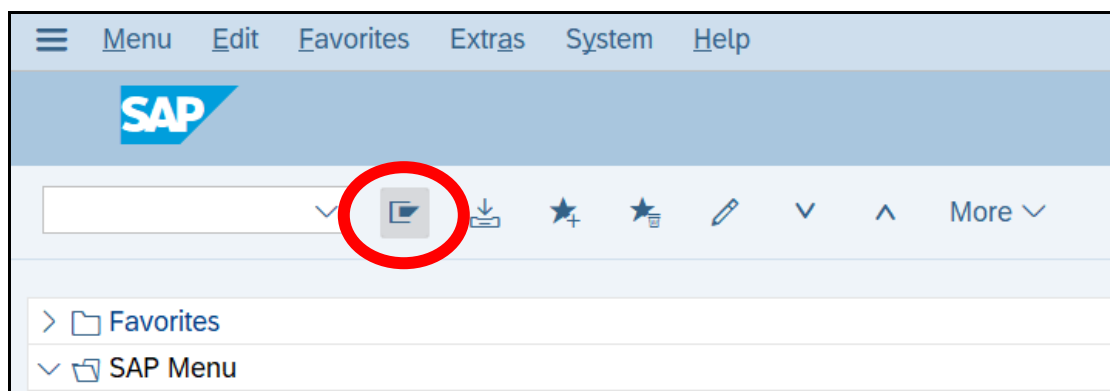 Menu Edit Favorites Extras System Help
SAP
More
Favorites
SAP Menu